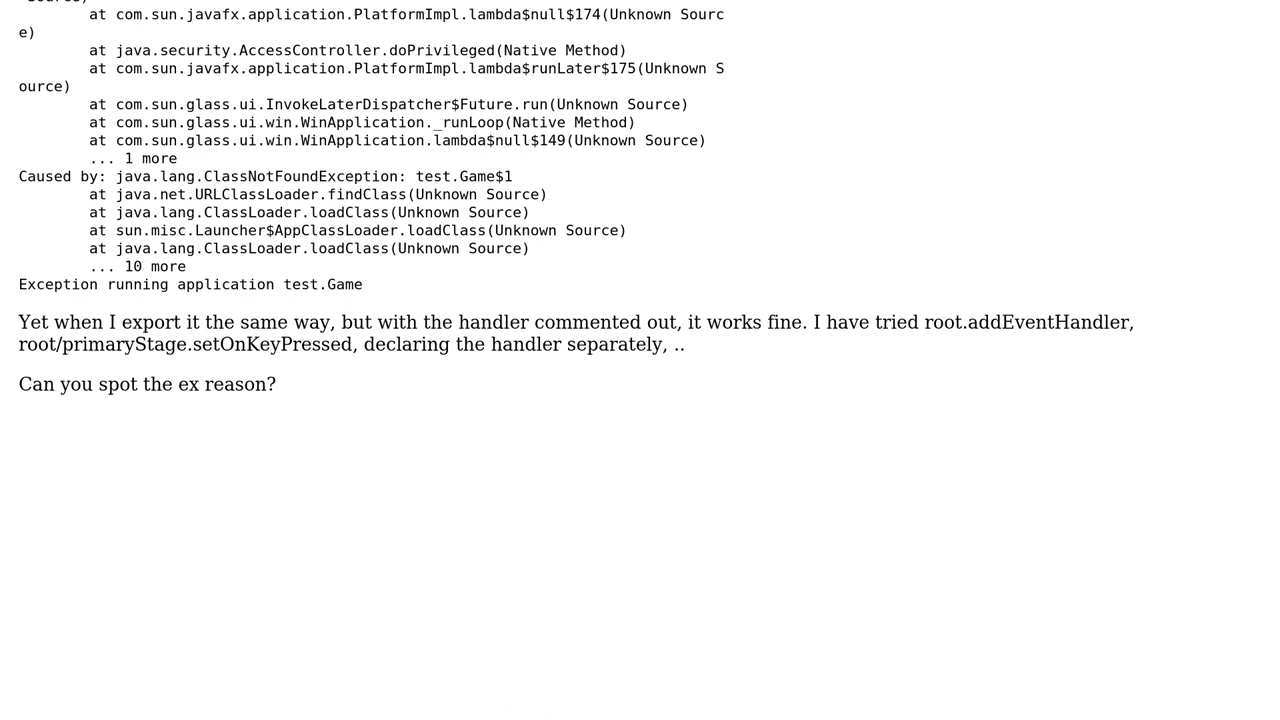 at com.sun.javafx.application.PlatformImpl.lambda$null$174(Unknown Sourc
e)
at java.security.AccessController.doPrivileged(Native Method)
at com.sun.javafx.application.PlatformImpl.lambda$runLater$175(Unknown S
ource)
at com.sun.glass.ui.InvokeLaterDispatcher$Future.run(Unknown Source)
at com.sun.glass.ui.win.WinApplication._runLoop(Native Method)
at com.sun.glass.ui.win.WinApplication.lambda$null$149(Unknown Source)
... 1 more
Caused by: java.lang.ClassNotFoundException: test.Game$1
at java.net.URLClassLoader.findClass(Unknown Source)
at java.lang.ClassLoader.loadClass(Unknown Source)
at sun.misc.Launcher$AppClassLoader.loadClass(Unknown Source)
at java.lang.ClassLoader.loadClass(Unknown Source)
... 10 more
Exception running application test.Game
Yet when I export it the same way, but with the handler commented out, it works fine. I have tried root.addEventHandler,
root/primaryStage.setOnKeyPressed, declaring the handler separately, ..
Can you spot the ex reason?